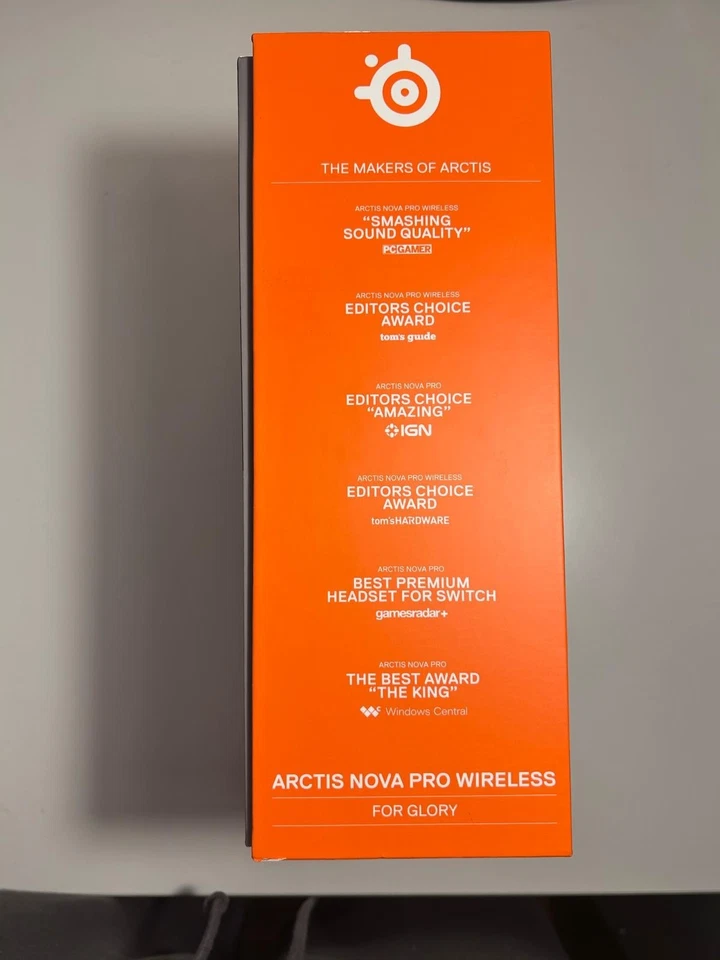 THE MAKERS OF ARCTIS
ARCTIS NOVA PRO WIRELESS
“SMASHING
SOUND QUALITY”
PCGAMER
ARCTIS NOVA PRO WIRELESS
EDITORS CHOICE
AWARD
tom's guide
ARCTIS NOVA PRO
EDITORS CHOICE
“AMAZING”
IGN
ARCTIS NOVA PRO WIRELESS
EDITORS CHOICE
AWARD
tom'sHARDWARE
ARCTIS NOVA PRO
BEST PREMIUM
HEADSET FOR SWITCH
gamesradar+
ARCTIS NOVA PRO
THE BEST AWARD
“THE KING”
Windows Central
ARCTIS NOVA PRO WIRELESS
FOR GLORY